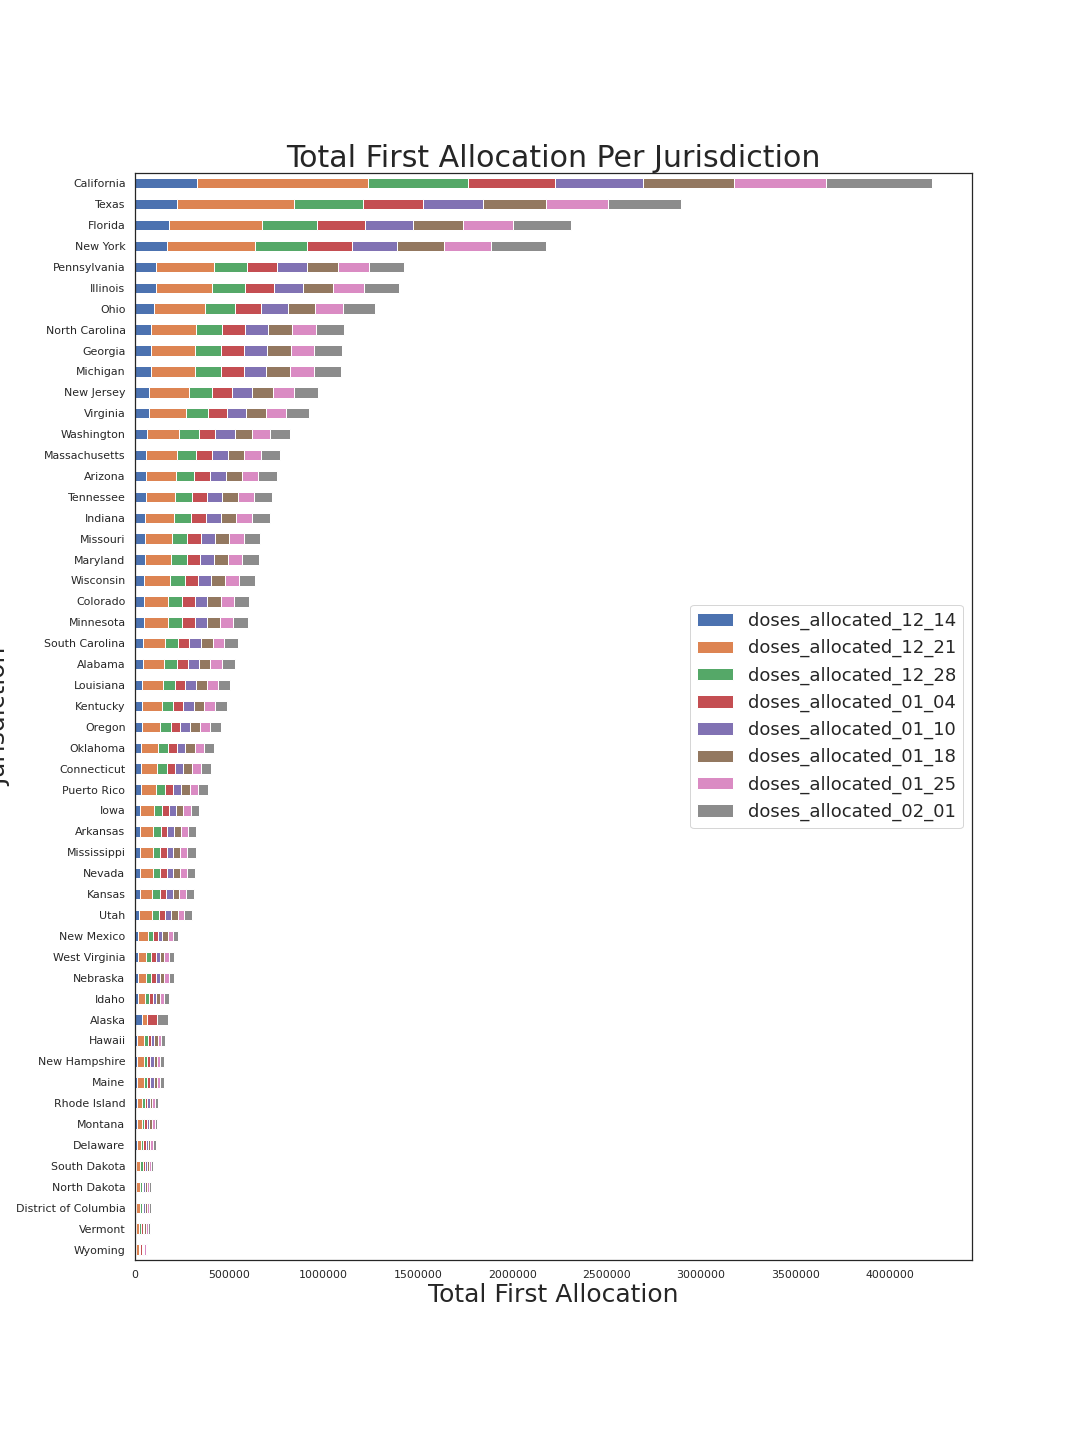 Total First Allocation Per Jurisdiction
California
Texas
Florida
New York
Pennsylvania
Illinois
Ohio
North Carolina
Georgia
Michigan
New Jersey
Virginia
Washington
Massachusetts
Arizona
Tennessee
Indiana
Missouri
Maryland
Wisconsin
Colorado
Minnesota
South Carolina
Alabama
Louisiana
Kentucky
Oregon
Oklahoma
Connecticut
Puerto Rico
Iowa
Arkansas
Mississippi
Nevada
Kansas
Utah
New Mexico
West Virginia
Nebraska
Idaho
Alaska
Hawaii
New Hampshire
Maine
Rhode Island
Montana
Delaware
South Dakota
North Dakota
District of Columbia
Vermont
Wyoming
doses_allocated_12_14
doses_allocated_12_21
doses_allocated_12_28
doses_allocated_01_04
doses_allocated_01_10
doses_allocated_01_18
doses_allocated_01_25
doses_allocated_02_01
0 500000 1000000 1500000 2000000 2500000 3000000 3500000 4000000
Total First Allocation